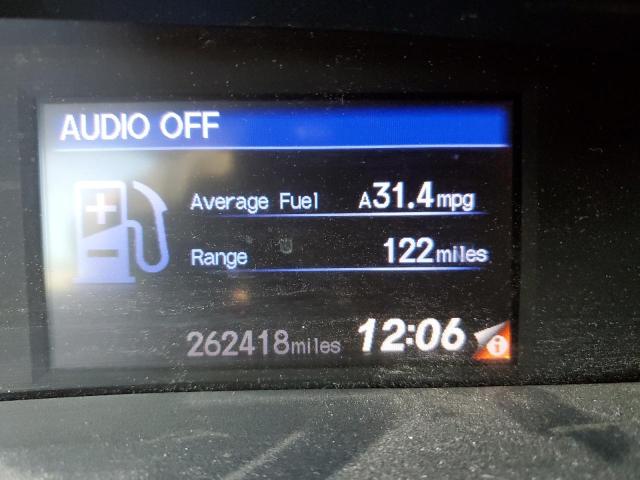 AUDIO OFF
Average Fuel A31.4mpg
Range 122miles
262418miles 12:06